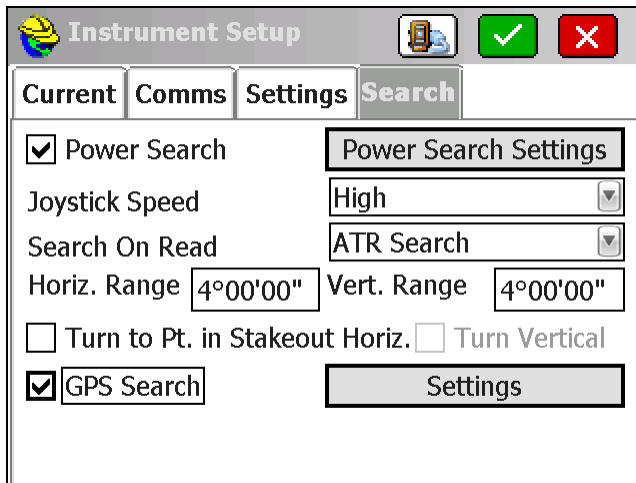 Instrument Setup
Current Comms Settings Search
Power Search Power Search Settings
Joystick Speed High
Search On Read ATR Search
Horiz. Range 4°00'00" Vert. Range 4°00'00"
Turn to Pt. in Stakeout Horiz. Turn Vertical
GPS Search Settings